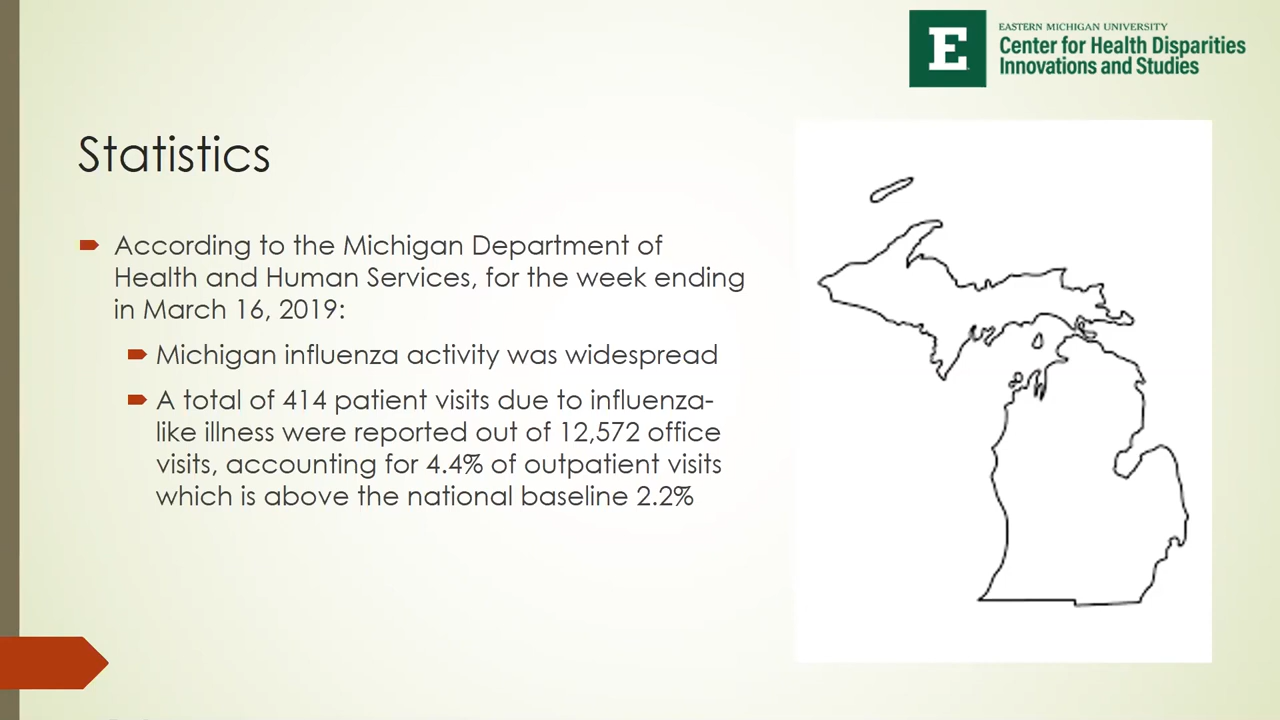 E
EASTERN MICHIGAN UNIVERSITY
Center for Health Disparities
Innovations and Studies
Statistics
According to the Michigan Department of
Health and Human Services, for the week ending
in March 16, 2019:
Michigan influenza activity was widespread
A total of 414 patient visits due to influenza-
like illness were reported out of 12,572 office
visits, accounting for 4.4% of outpatient visits
which is above the national baseline 2.2%